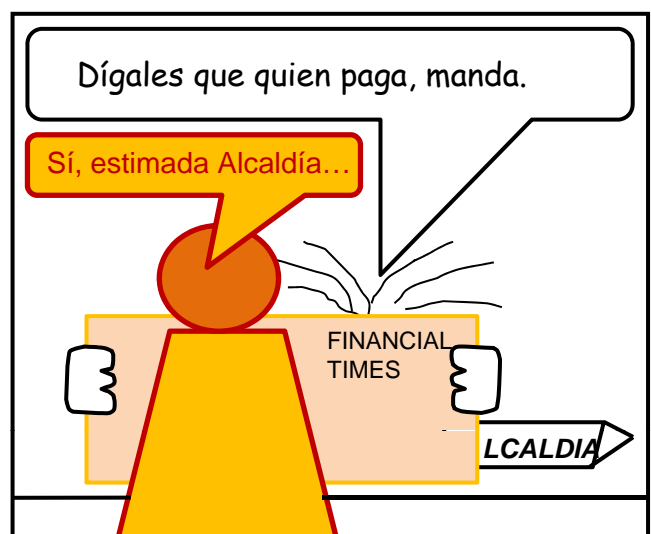 Dígales que quien paga, manda.
Sí, estimada Alcaldía…
FINANCIAL
TIMES
LCALDIA